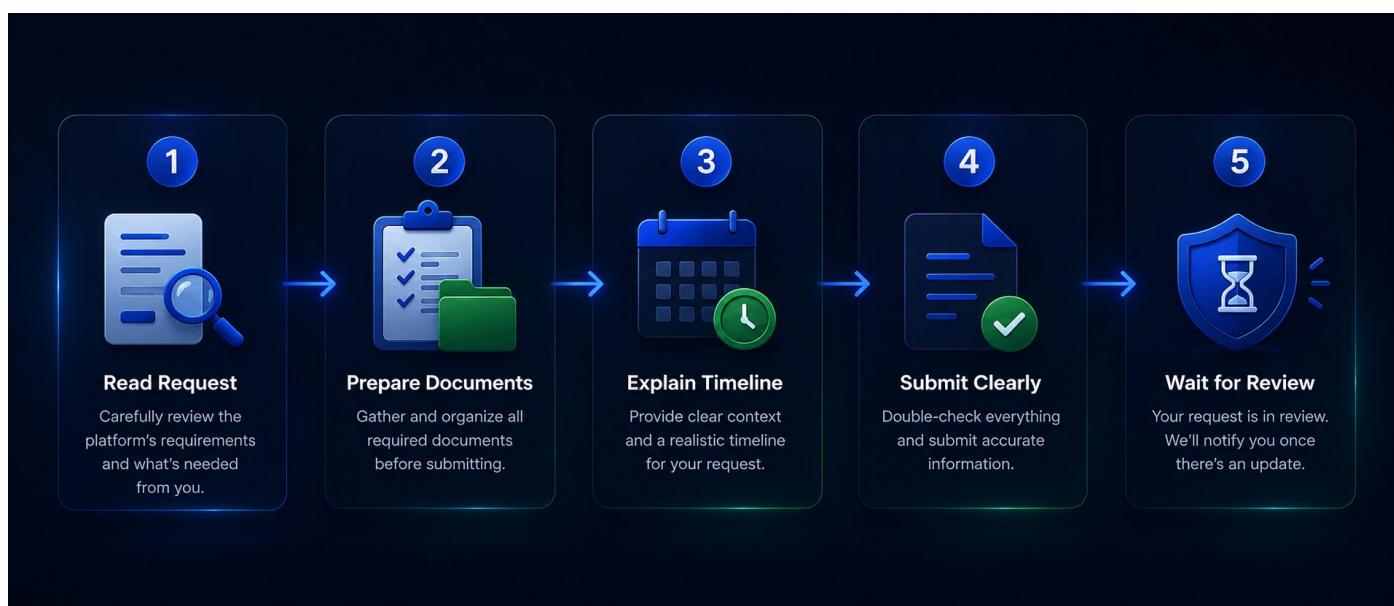 1
Read Request
Carefully review the
platform's requirements
and what's needed
from you.
2
Prepare Documents
Gather and organize all
required documents
before submitting.
3
Explain Timeline
Provide clear context
and a realistic timeline
for your request.
4
Submit Clearly
Double-check everything
and submit accurate
information.
5
Wait for Review
Your request is in review.
We'll notify you once
there's an update.